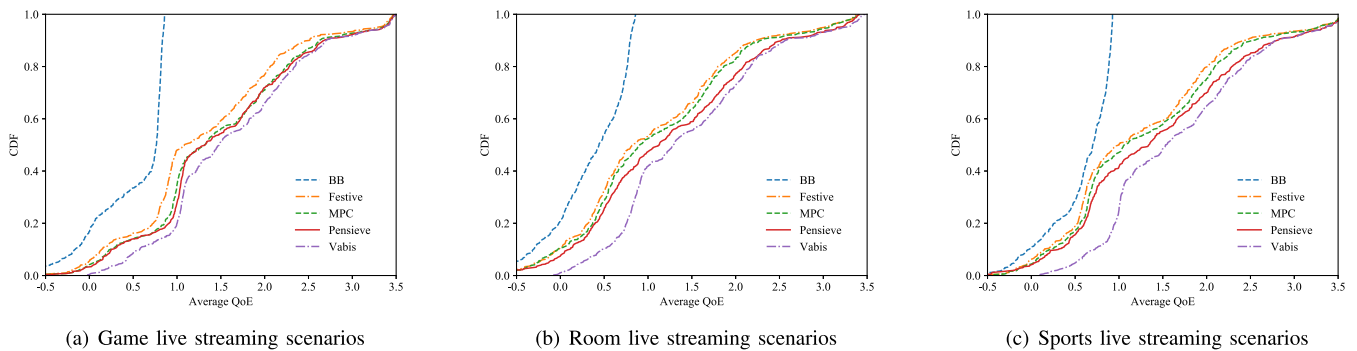 1.0
0.8
0.6
0.4
0.2
0.0
CDF
-0.5 0.0 0.5 1.0 1.5 2.0 2.5 3.0 3.5
Average QoE
BB
Festive
MPC
Pensieve
Vabis
(a) Game live streaming scenarios
1.0
0.8
0.6
0.4
0.2
0.0
CDF
-0.5 0.0 0.5 1.0 1.5 2.0 2.5 3.0 3.5
Average QoE
BB
Festive
MPC
Pensieve
Vabis
(b) Room live streaming scenarios
1.0
0.8
0.6
0.4
0.2
0.0
CDF
-0.5 0.0 0.5 1.0 1.5 2.0 2.5 3.0 3.5
Average QoE
BB
Festive
MPC
Pensieve
Vabis
(c) Sports live streaming scenarios